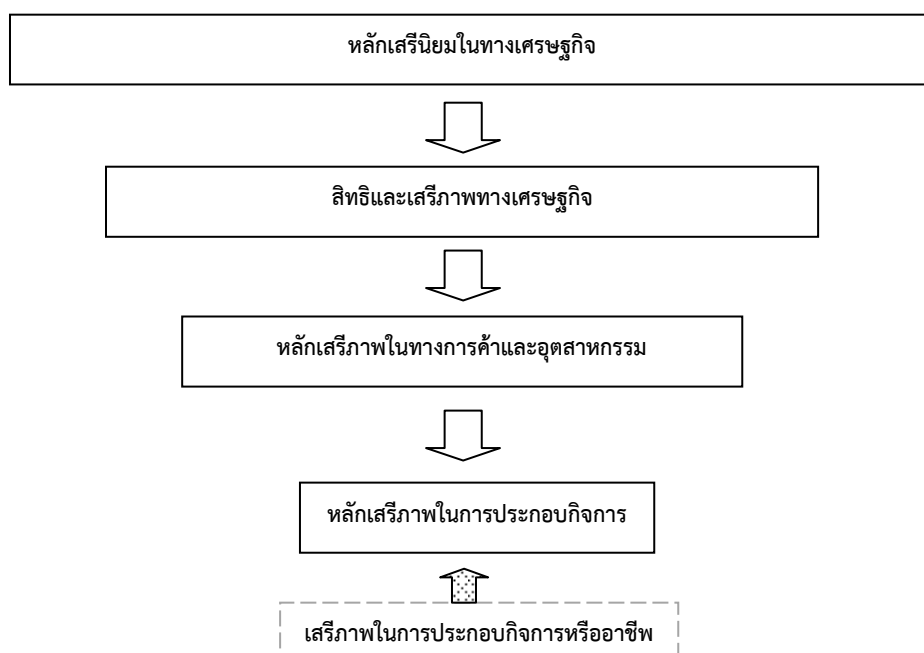 หลักเสรีนิยมในทางเศรษฐกิจ
สิทธิและเสรีภาพทางเศรษฐกิจ
หลักเสรีภาพในทางการค้าและอุตสาหกรรม
หลักเสรีภาพในการประกอบกิจการ
เสรีภาพในการประกอบกิจการหรืออาชีพ